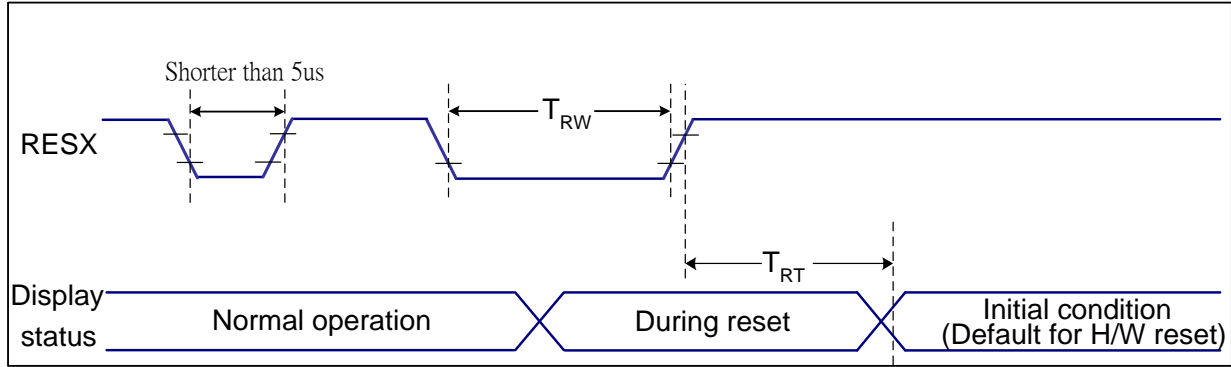 Shorter than 5us
RESX
TRW
TRT
Display
status
Normal operation
During reset
Initial condition
(Default for H/W reset)